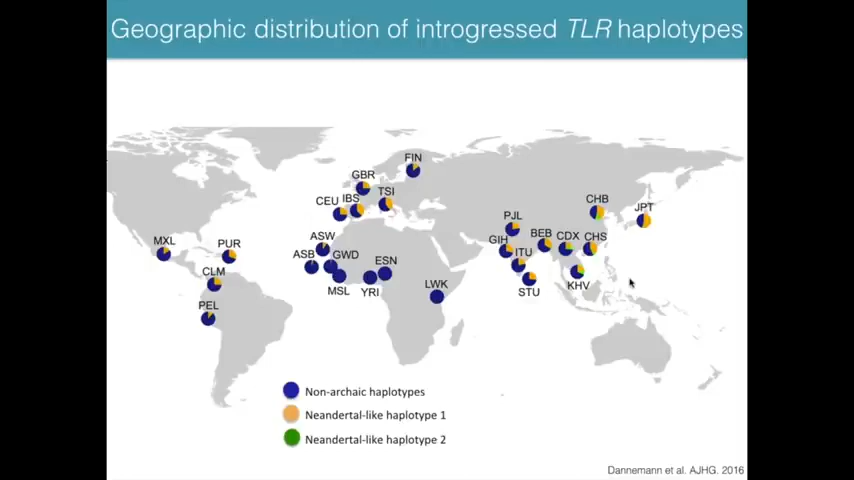 Geographic distribution of introgressed TLR haplotypes
FIN
GBR
CEU IBS TSI
CHB
JPT
PJL
MXL
PUR
ASW
GIH
BEB CDX CHS
ASB GWD
ESN
ITU
CLM
MSL YRI
LWK
STU
KHV
PEL
Non-archaic haplotypes
Neandertal-like haplotype 1
Neandertal-like haplotype 2
Dannemann et al. AJHG. 2016